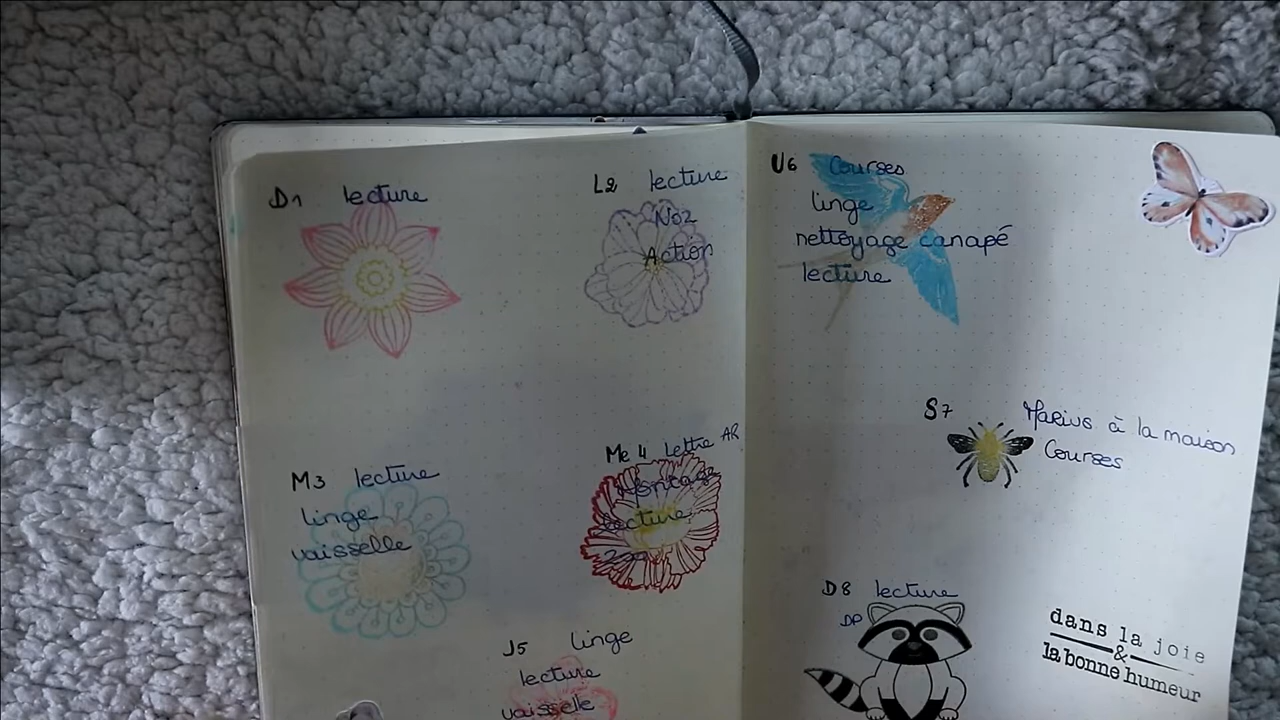 D1 lecture
L2 lecture
No2
Action
M3 lecture
linge
vaisselle
Me 4 Lettre AR
Montage
lecture
J5 linge
lecture
vaisselle
V6 Courses
linge
nettoyage canapé
lecture
S7 Marius à la maison
Courses
D8 lecture
DP
dans la joie
&
la bonne humeur